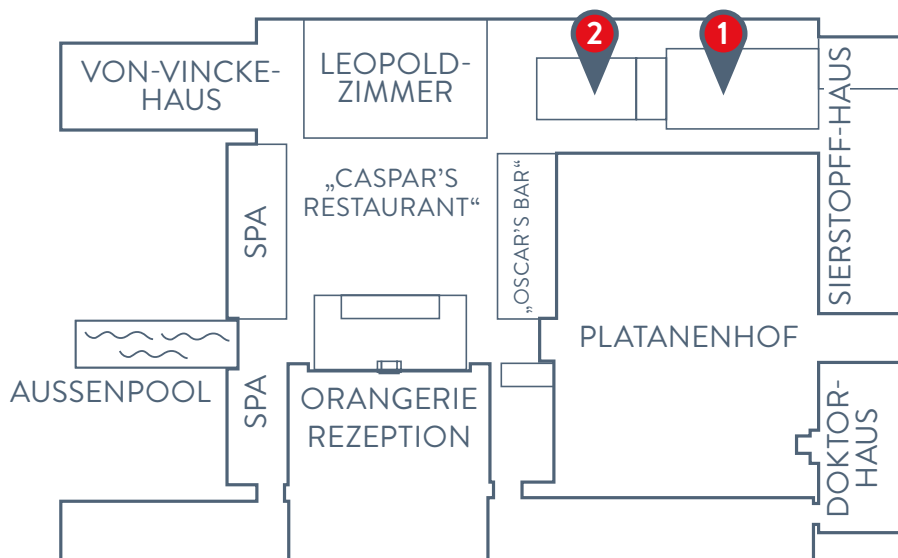 2
1
VON-VINCKE-
HAUS
LEOPOLD-
ZIMMER
SIERSTOPFF-HAUS
„CASPAR'S
RESTAURANT“
„OSCAR'S BAR“
SPA
PLATANENHOF
AUSSENPOOL
SPA
ORANGERIE
REZEPTION
DOKTOR-
HAUS